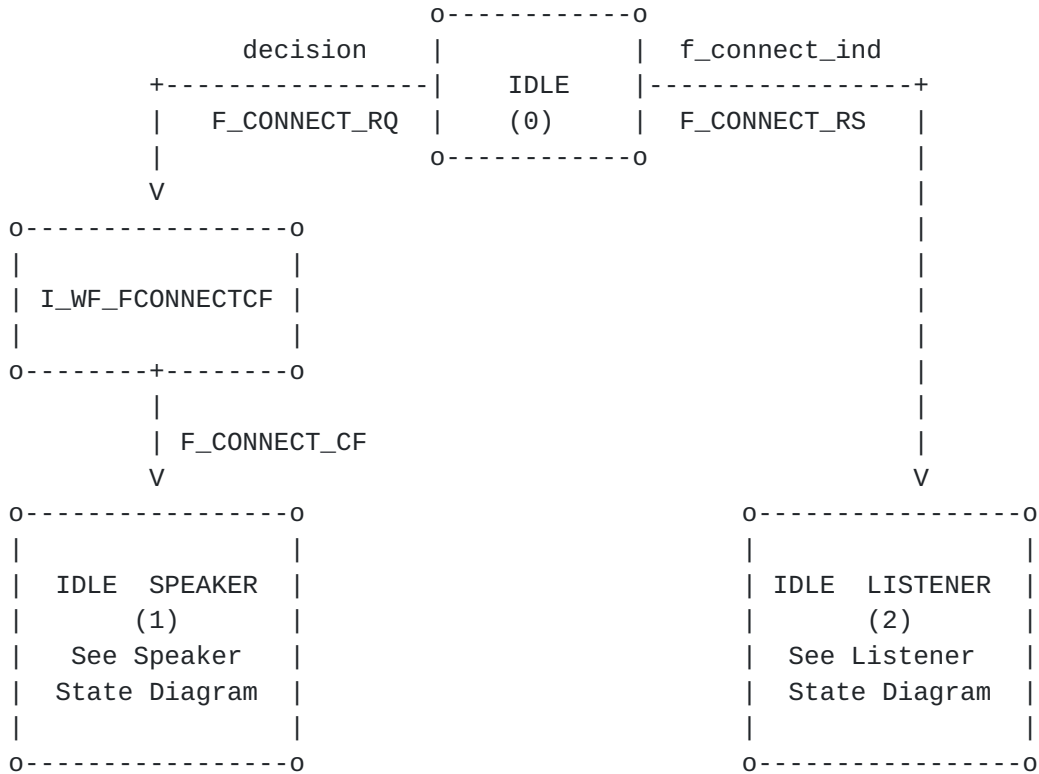 decision f_connect_ind
IDLE
F_CONNECT_RQ (0) F_CONNECT_RS
I_WF_FCONNECTCF
F_CONNECT_CF
IDLE SPEAKER IDLE LISTENER
(1) (2)
See Speaker See Listener
State Diagram State Diagram